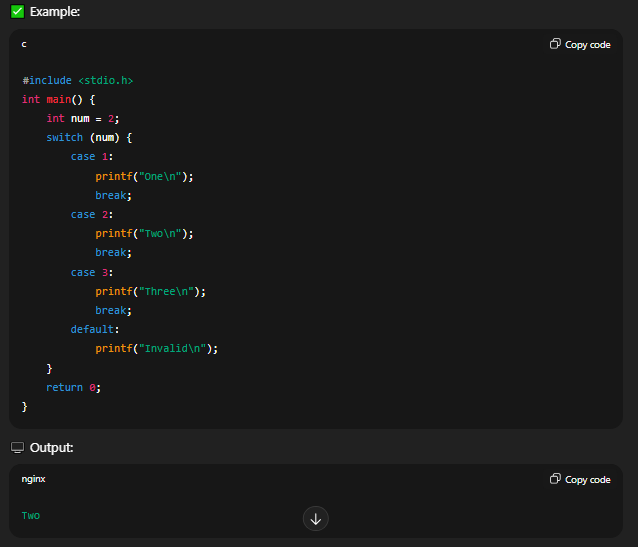 ✅ Example:
c
Copy code
#include <stdio.h>
int main() {
    int num = 2;
    switch (num) {
        case 1:
            printf("One\n");
            break;
        case 2:
            printf("Two\n");
            break;
        case 3:
            printf("Three\n");
            break;
        default:
            printf("Invalid\n");
    }
    return 0;
}
Output:
nginx
Copy code
Two